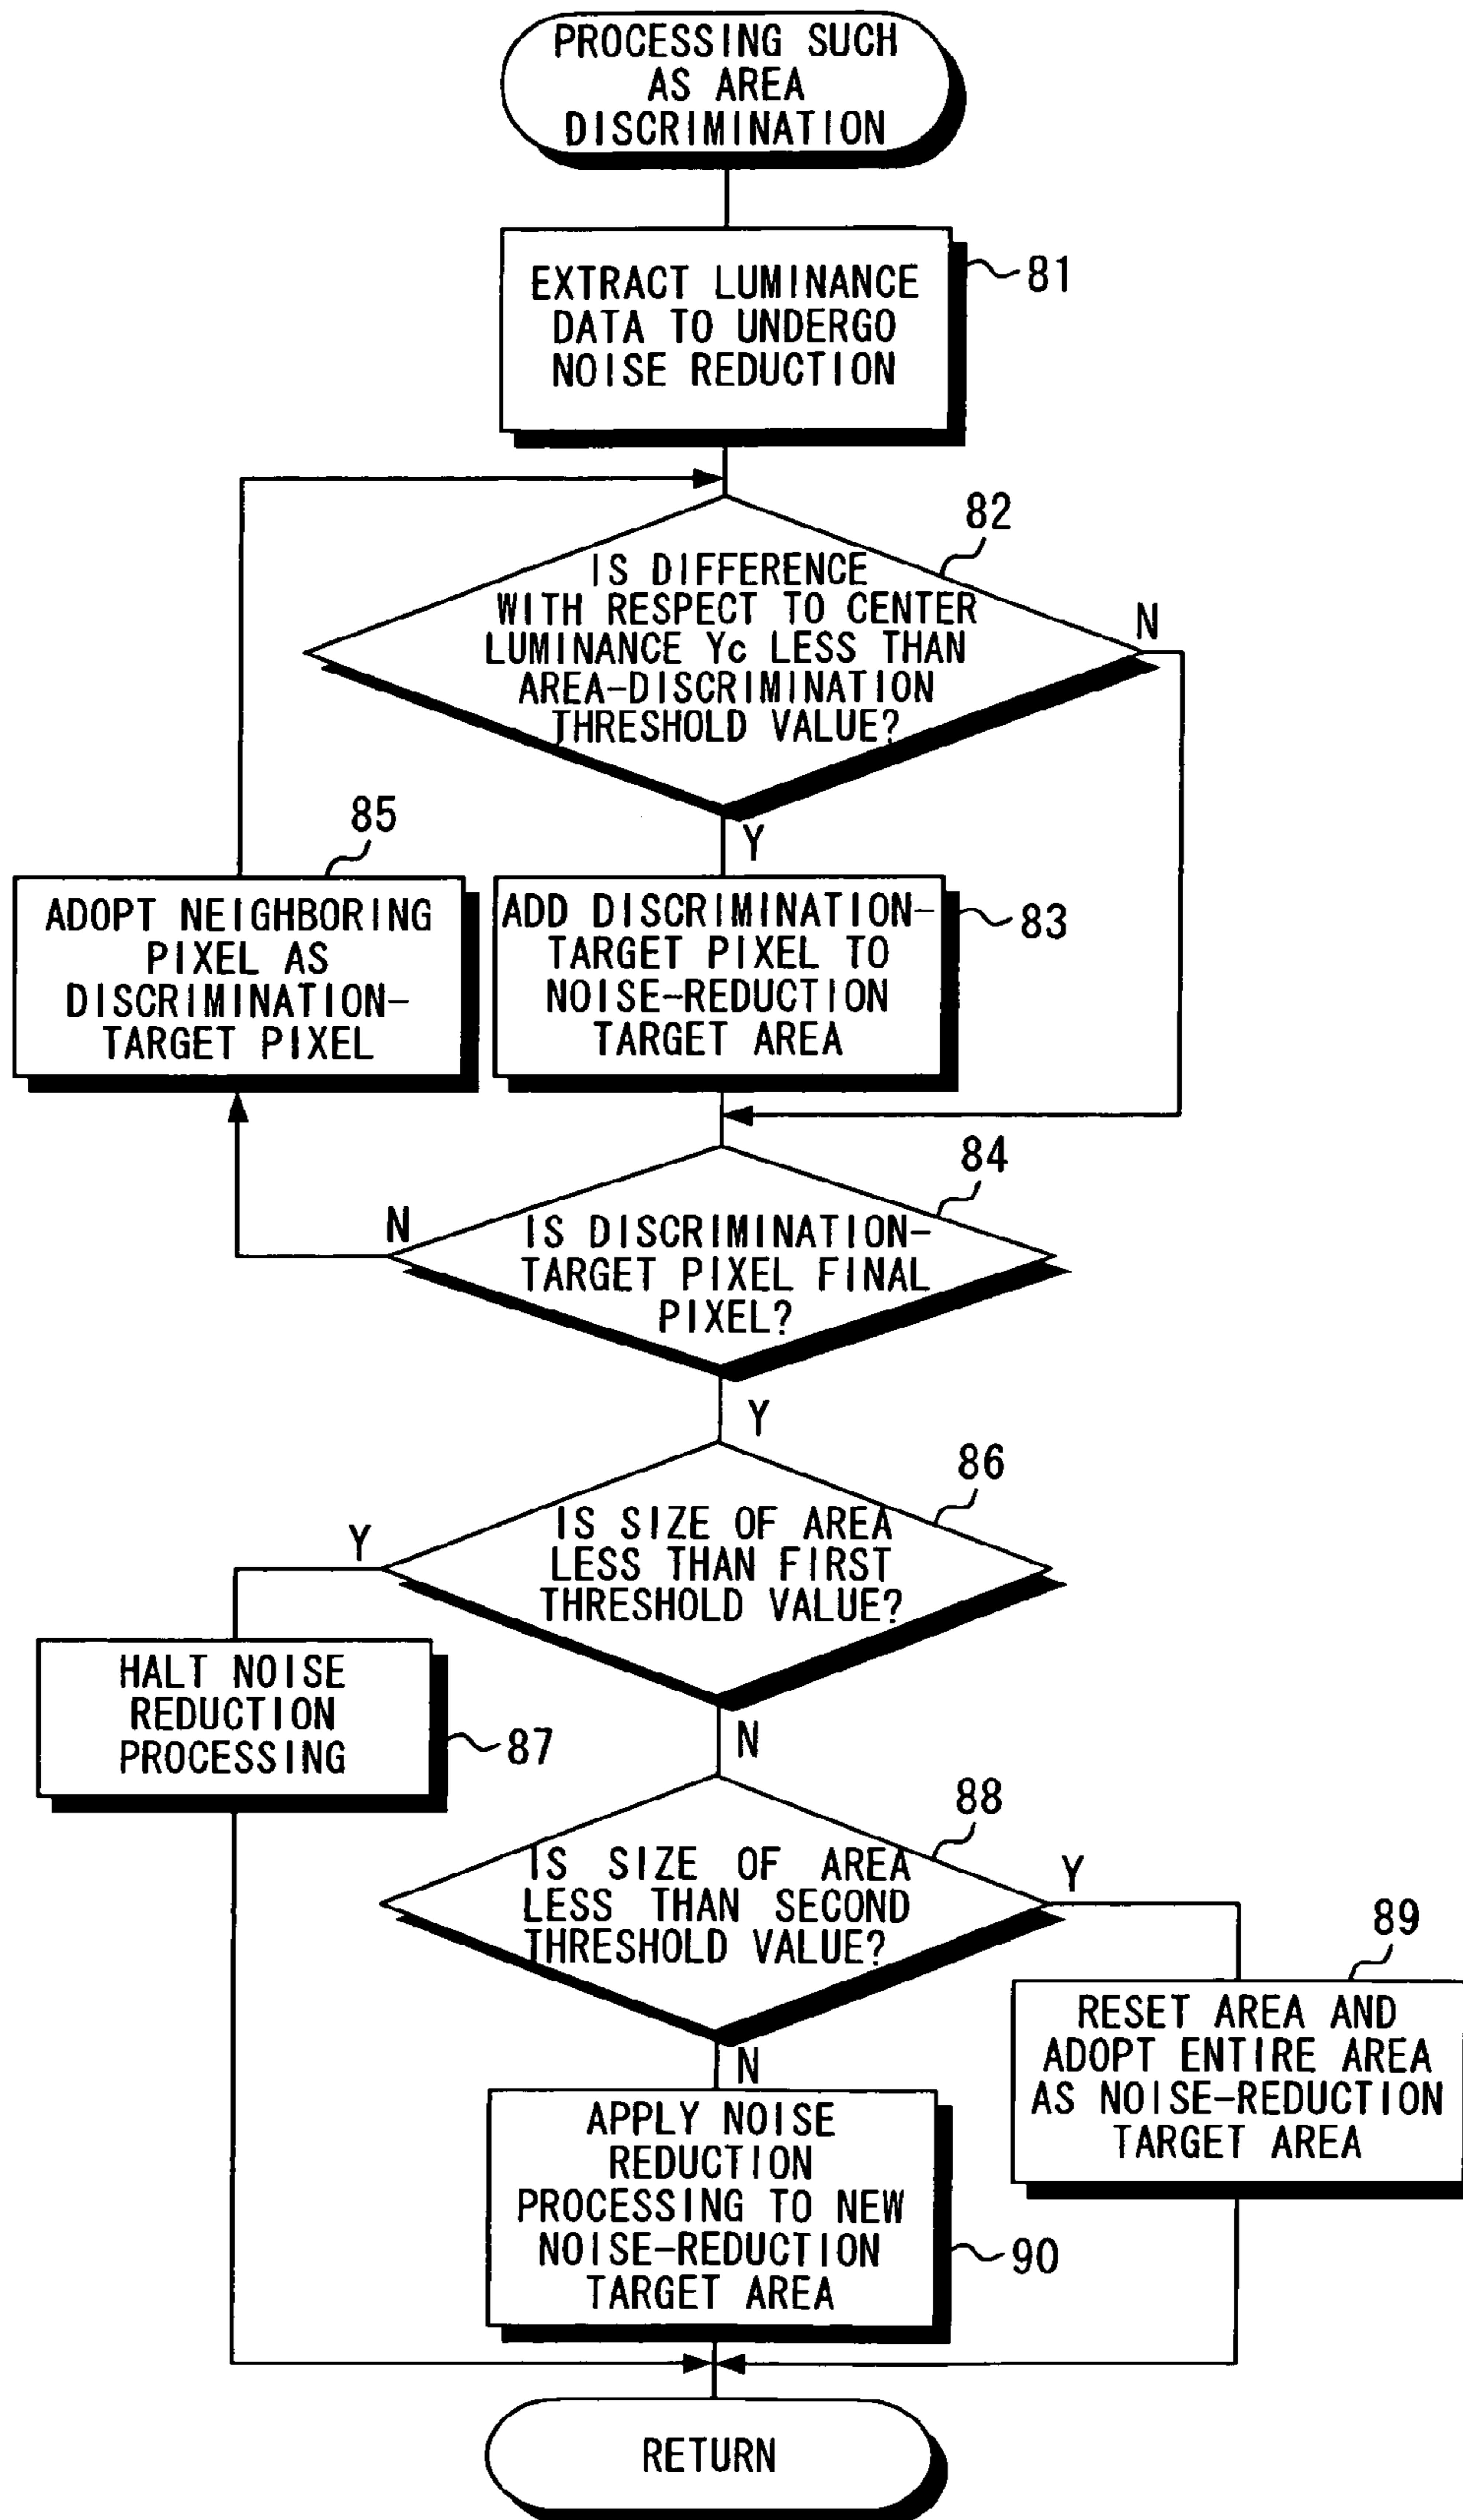 PROCESSING SUCH
AS AREA
DISCRIMINATION
EXTRACT LUMINANCE
DATA TO UNDERGO
NOISE REDUCTION
81
82
IS DIFFERENCE
WITH RESPECT TO CENTER
LUMINANCE Yc LESS THAN
AREA-DISCRIMINATION
THRESHOLD VALUE?
N
Y
85
ADOPT NEIGHBORING
PIXEL AS
DISCRIMINATION-
TARGET PIXEL
ADD DISCRIMINATION-
TARGET PIXEL TO
NOISE-REDUCTION
TARGET AREA
83
84
N
IS DISCRIMINATION-
TARGET PIXEL FINAL
PIXEL?
Y
86
Y
IS SIZE OF AREA
LESS THAN FIRST
THRESHOLD VALUE?
HALT NOISE
REDUCTION
PROCESSING
87
N
88
IS SIZE OF AREA
LESS THAN SECOND
THRESHOLD VALUE?
Y
89
RESET AREA AND
ADOPT ENTIRE AREA
AS NOISE-REDUCTION
TARGET AREA
N
APPLY NOISE
REDUCTION
PROCESSING TO NEW
NOISE-REDUCTION
TARGET AREA
90
RETURN